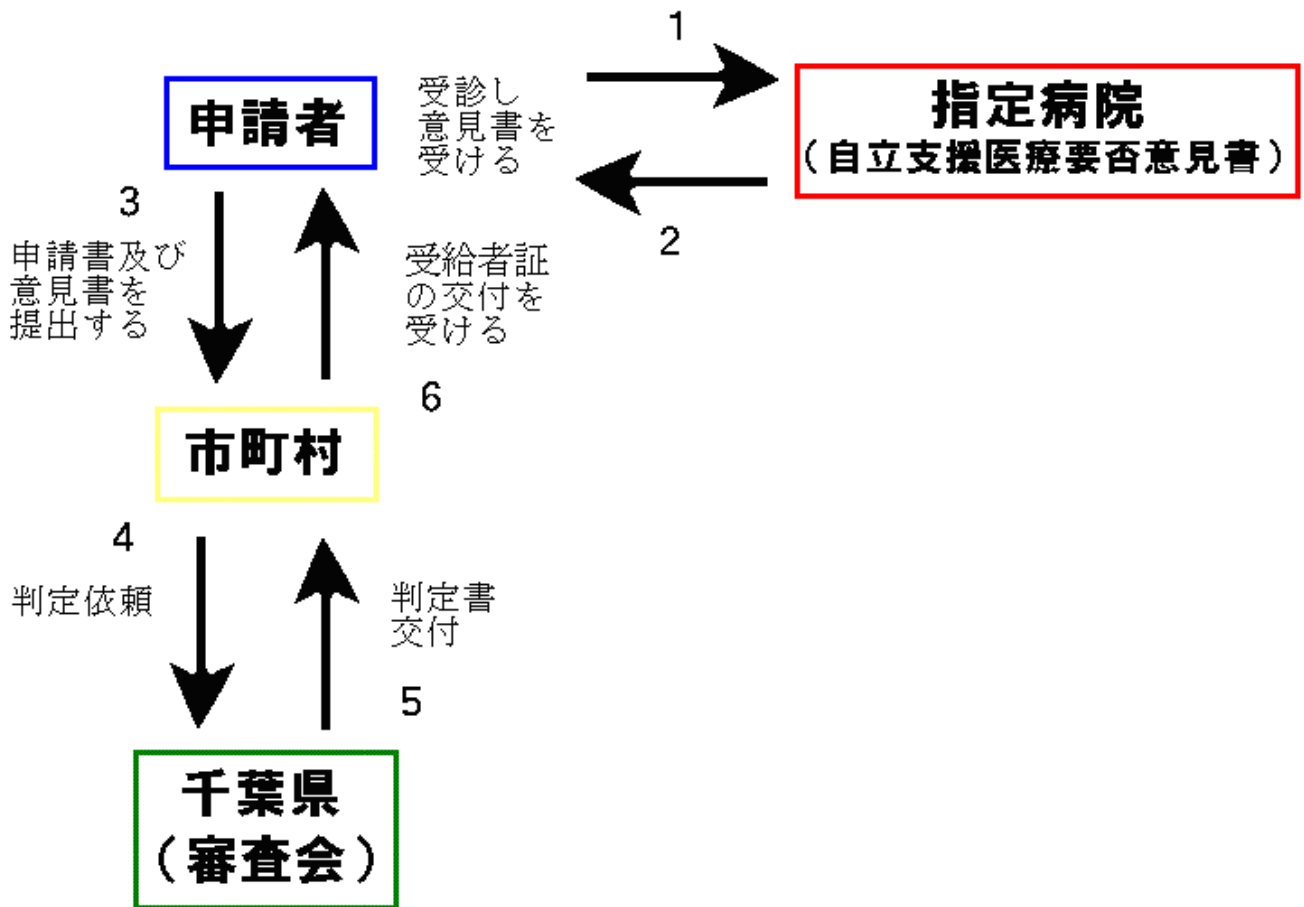 1
申請者
受診し
意見書を
受ける
指定病院
（自立支援医療要否意見書）
2
3
申請書及び
意見書を
提出する
受給者証
の交付を
受ける
6
市町村
4
判定依頼
判定書
交付
5
千葉県
（審査会）